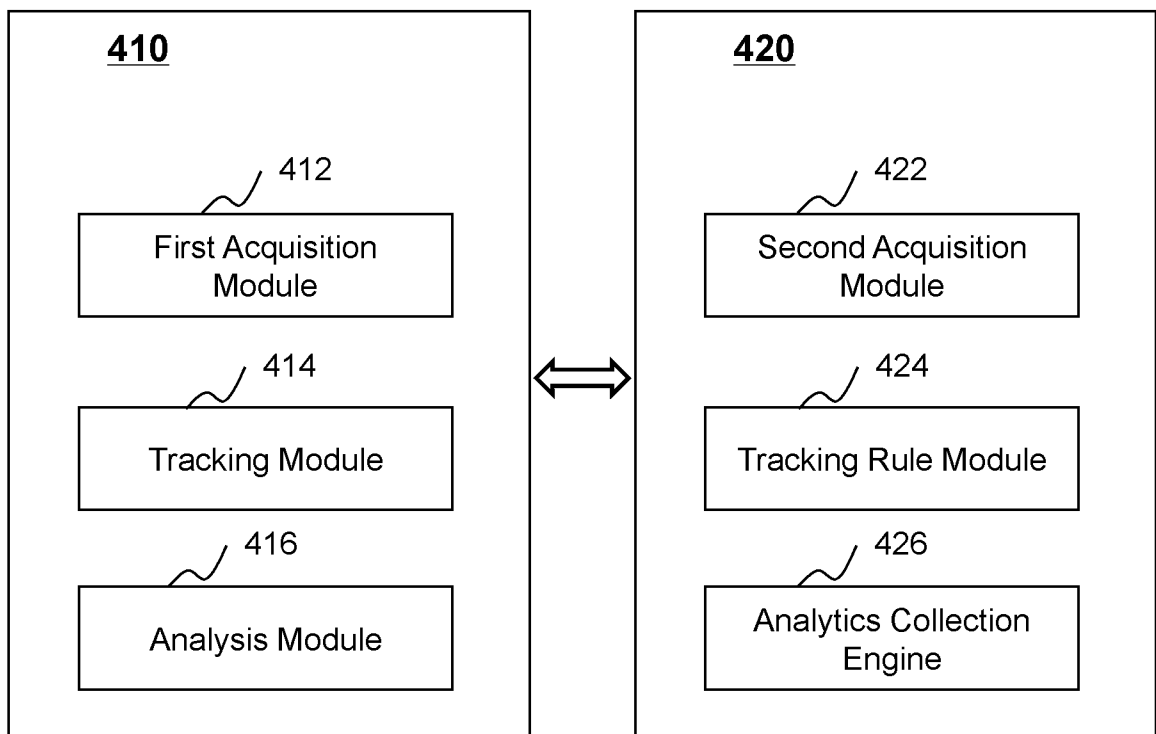 410
412
First Acquisition
Module
414
Tracking Module
416
Analysis Module
420
422
Second Acquisition
Module
424
Tracking Rule Module
426
Analytics Collection
Engine